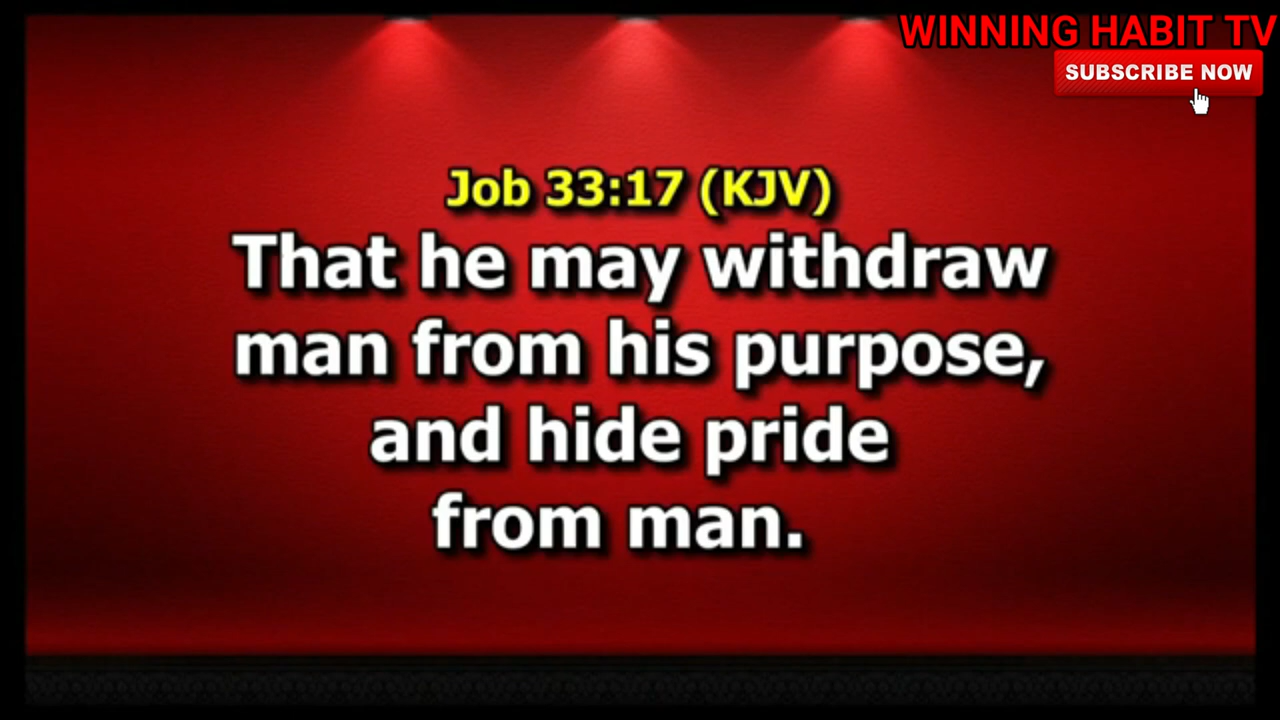 WINNING HABIT TV
SUBSCRIBE NOW
Job 33:17 (KJV)
That he may withdraw
man from his purpose,
and hide pride
from man.